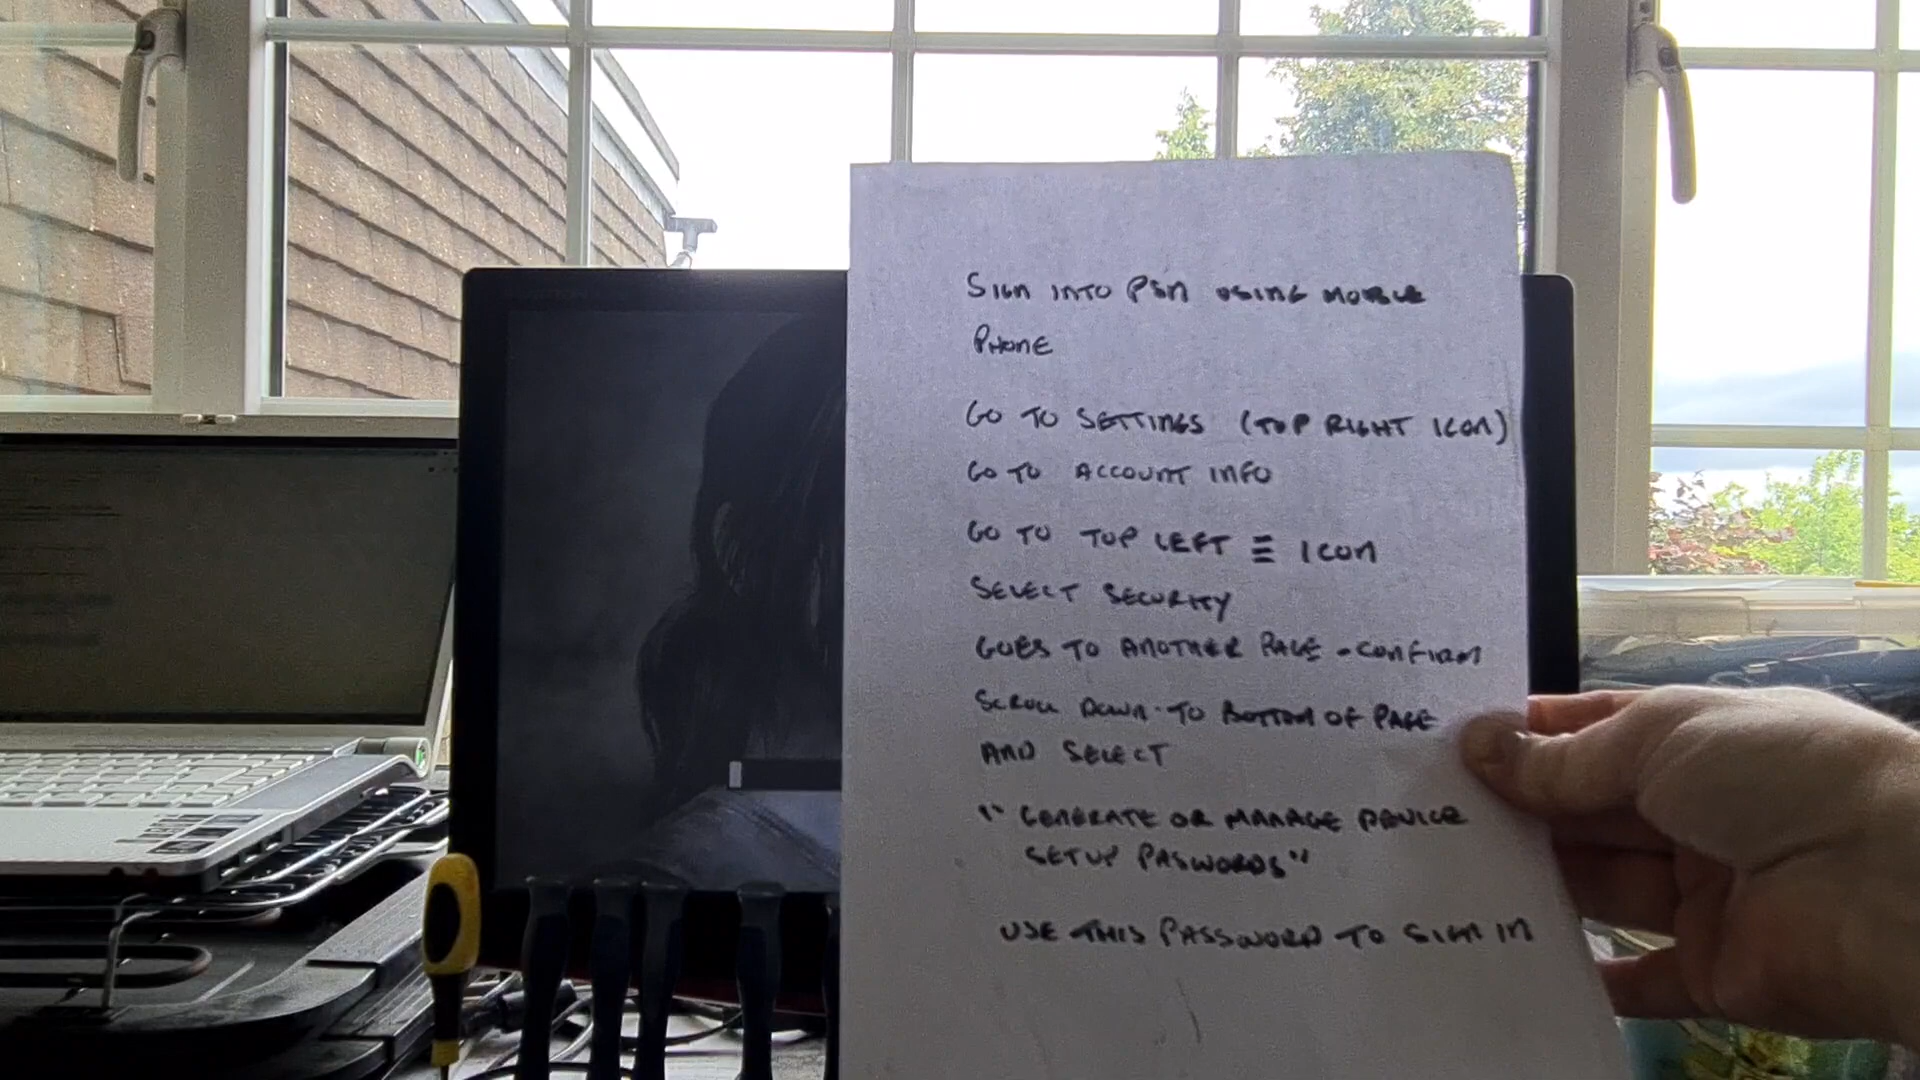 SIGN INTO PSN USING MOBILE
PHONE
GO TO SETTINGS (TOP RIGHT ICON)
GO TO ACCOUNT INFO
GO TO TOP LEFT ≡ ICON
SELECT SECURITY
GOES TO ANOTHER PAGE - CONFIRM
SCROLL DOWN TO BOTTOM OF PAGE
AND SELECT
"GENERATE OR MANAGE DEVICE
SETUP PASWORDS"
USE THIS PASSWORD TO SIGN IN